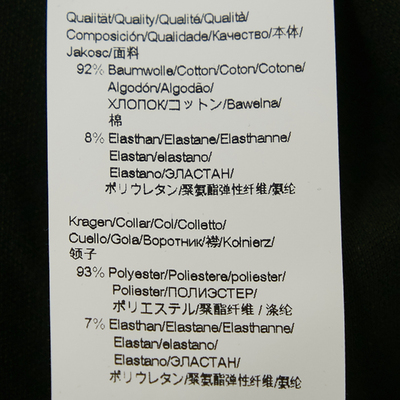 Qualität/Quality/Qualité/Qualità/
Composición/Qualidade/Качество/本体/
Jakosc/面料
92% Baumwolle/Cotton/Coton/Cotone/
Algodón/Algodão/
ХЛОПОК/コットン/Bawelna/
棉
8% Elasthan/Elastane/Elasthanne/
Elastan/elastano/
Elastano/ЭЛАСТАН/
ポリウレタン/聚氨酯弹性纤维/氨纶
Kragen/Collar/Col/Colletto/
Cuello/Gola/Воротник/襟/Kolnierz/
领子
93% Polyester/Poliestere/poliester/
Poliester/ПОЛИЭСТЕР/
ポリエステル/聚酯纤维/涤纶
7% Elasthan/Elastane/Elasthanne/
Elastan/elastano/
Elastano/ЭЛАСТАН/
ポリウレタン/聚氨酯弹性纤维/氨纶